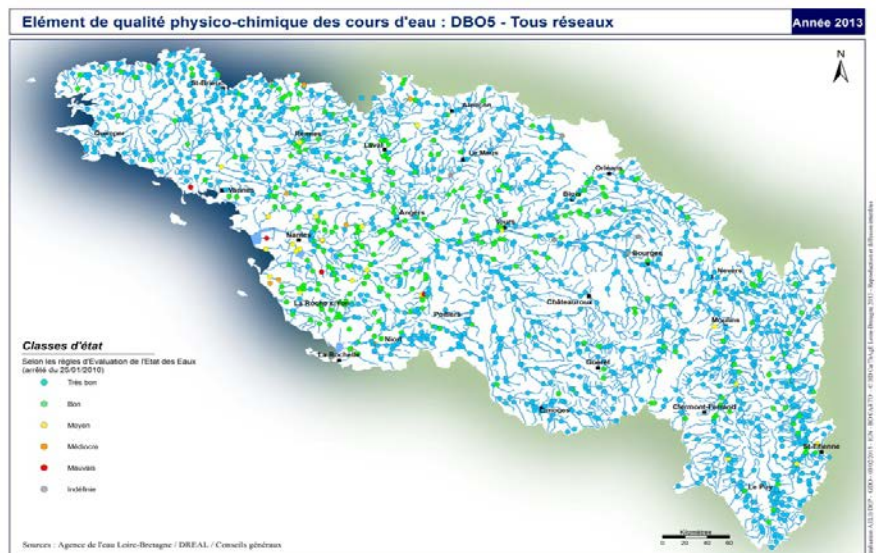 Elément de qualité physico-chimique des cours d'eau : DBO5 - Tous réseaux
Année 2013
N
St-Brieuc
Alençon
Quimper
Rennes
Laval
Le Mans
Orléans
Vannes
Blois
Angers
Tours
Nantes
Bourges
Nevers
La Roche s/Yon
Châteauroux
Poitiers
Moulins
Niort
La Rochelle
Guéret
Limoges
Clermont-Ferrand
St-Etienne
Le Puy
Classes d'état
Selon les règles d'Evaluation de l'Etat des Eaux
(arrêté du 25/01/2010)
Très bon
Bon
Moyen
Médiocre
Mauvais
Indéfinie
Kilomètres
0 20 40 60
Sources : Agence de l'eau Loire-Bretagne / DREAL / Conseils généraux